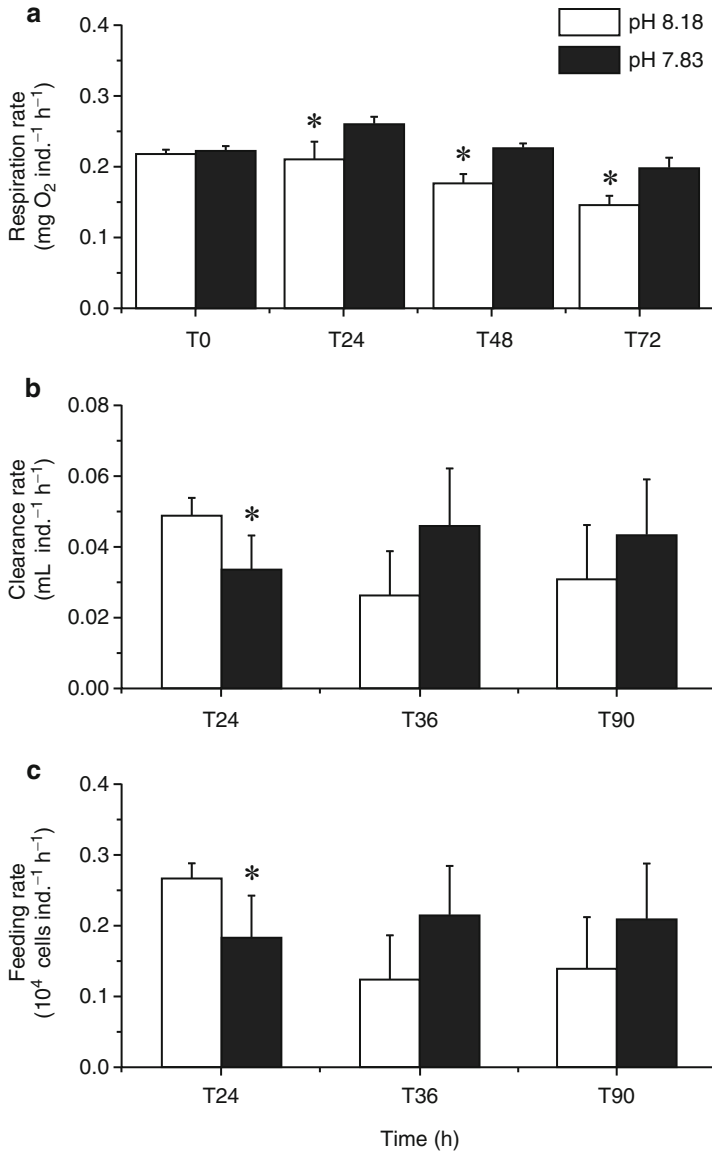 a
pH 8.18
pH 7.83
Respiration rate
(mg O₂ ind.⁻¹ h⁻¹)
0.4
0.3
0.2
0.1
0.0
* * *
T0 T24 T48 T72
b
Clearance rate
(mL ind.⁻¹ h⁻¹)
0.08
0.06
0.04
0.02
0.00
*
T24 T36 T90
c
Feeding rate
(10⁴ cells ind.⁻¹ h⁻¹)
0.4
0.3
0.2
0.1
0.0
*
T24 T36 T90
Time (h)